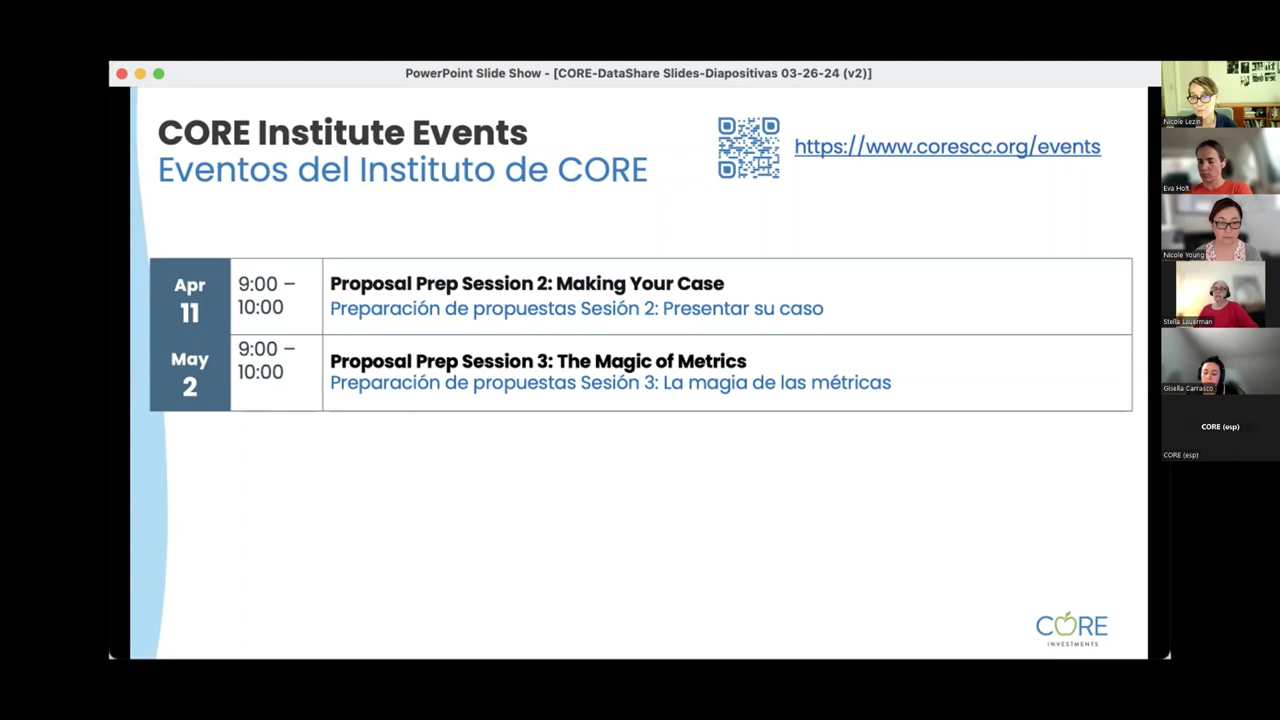 PowerPoint Slide Show - [CORE-DataShare Slides-Diapositivas 03-26-24 (v2)]
CORE Institute Events
Eventos del Instituto de CORE
https://www.corescc.org/events
Apr
11
9:00 –
10:00
Proposal Prep Session 2: Making Your Case
Preparación de propuestas Sesión 2: Presentar su caso
May
2
9:00 –
10:00
Proposal Prep Session 3: The Magic of Metrics
Preparación de propuestas Sesión 3: La magia de las métricas
CORE
INVESTMENTS
Nicole Lezin
Eva Holt
Nicole Young
Stella Lauerman
Gisella Carrasco
CORE (esp)
CORE (esp)